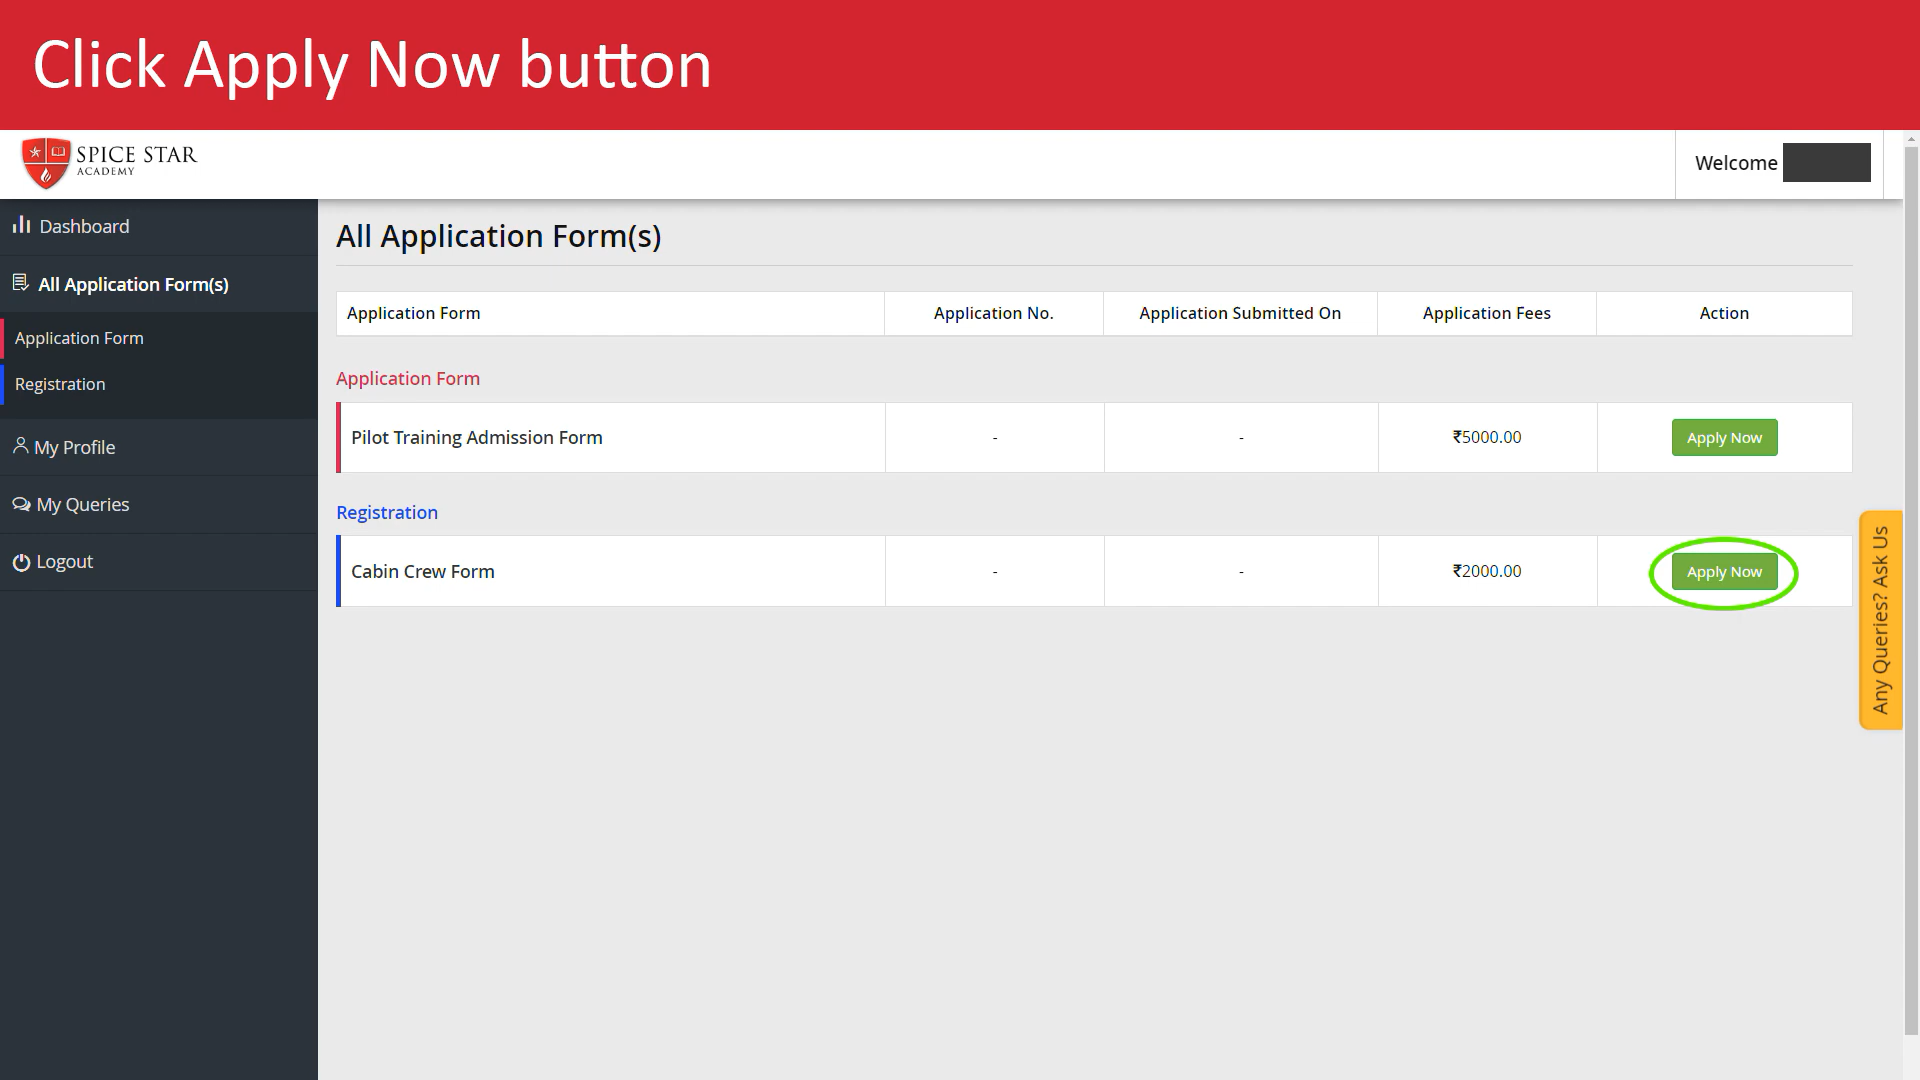 Click Apply Now button
SPICE STAR
ACADEMY
Welcome
Dashboard
All Application Form(s)
Application Form
Registration
My Profile
My Queries
Logout
All Application Form(s)
Application Form Application No. Application Submitted On Application Fees Action
Application Form
Pilot Training Admission Form - - ₹5000.00 Apply Now
Registration
Cabin Crew Form - - ₹2000.00 Apply Now
Any Queries? Ask Us